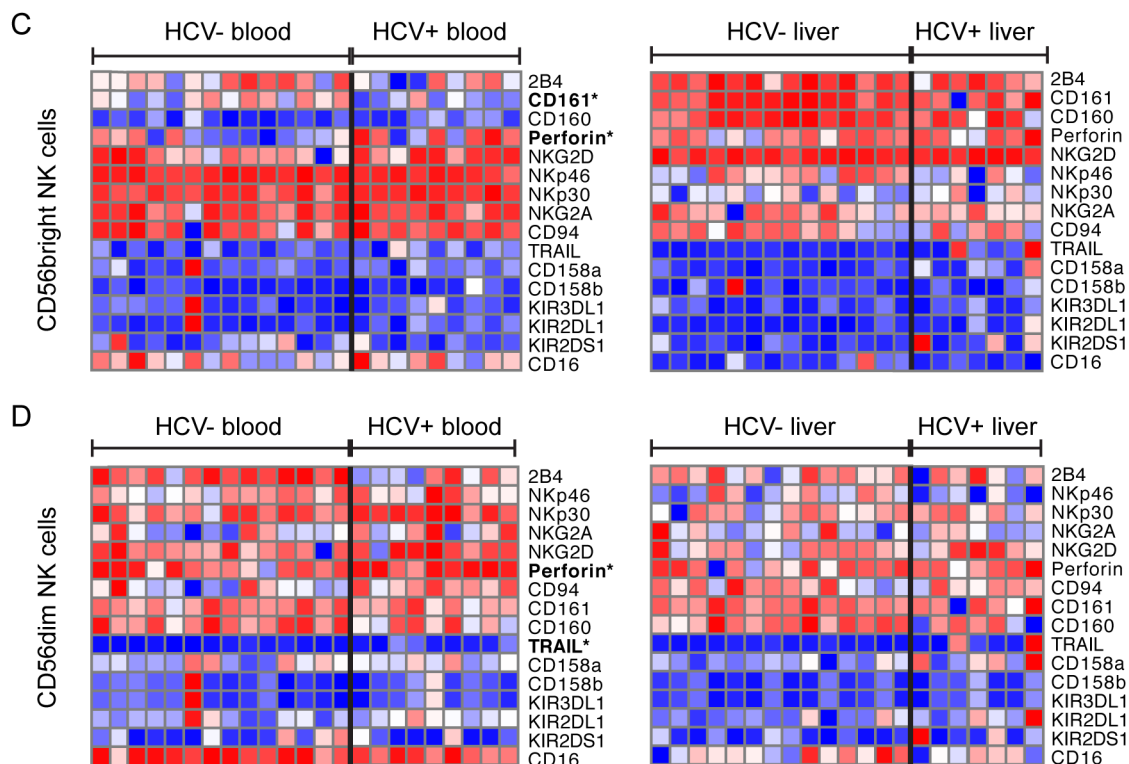 C
HCV- blood HCV+ blood HCV- liver HCV+ liver
CD56bright NK cells
2B4 2B4
CD161* CD161
CD160 CD160
Perforin* Perforin
NKG2D NKG2D
NKp46 NKp46
NKp30 NKp30
NKG2A NKG2A
CD94 CD94
TRAIL TRAIL
CD158a CD158a
CD158b CD158b
KIR3DL1 KIR3DL1
KIR2DL1 KIR2DL1
KIR2DS1 KIR2DS1
CD16 CD16
D
HCV- blood HCV+ blood HCV- liver HCV+ liver
CD56dim NK cells
2B4 2B4
NKp46 NKp46
NKp30 NKp30
NKG2A NKG2A
NKG2D NKG2D
Perforin* Perforin
CD94 CD94
CD161 CD161
CD160 CD160
TRAIL* TRAIL
CD158a CD158a
CD158b CD158b
KIR3DL1 KIR3DL1
KIR2DL1 KIR2DL1
KIR2DS1 KIR2DS1
CD16 CD16